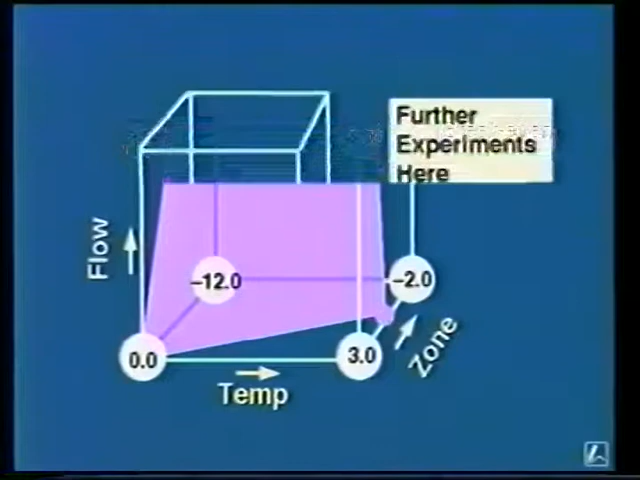 Further
Experiments
Here
Flow
–12.0
–2.0
0.0
3.0
Zone
Temp